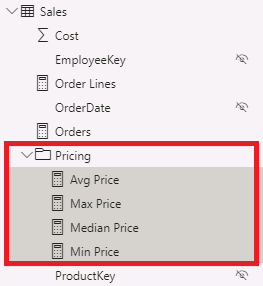 Sales
Cost
EmployeeKey
Order Lines
OrderDate
Orders
Pricing
Avg Price
Max Price
Median Price
Min Price
ProductKey